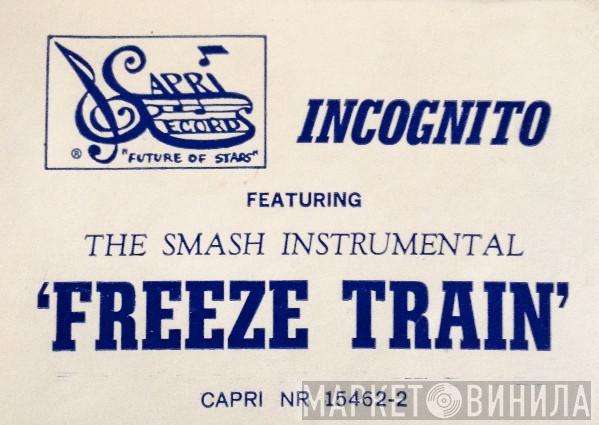 CAPRI
RECORDS
® "FUTURE OF STARS"
INCOGNITO
FEATURING
THE SMASH INSTRUMENTAL
'FREEZE TRAIN'
CAPRI NR 15462-2
МАРКЕТ ВИНИЛА